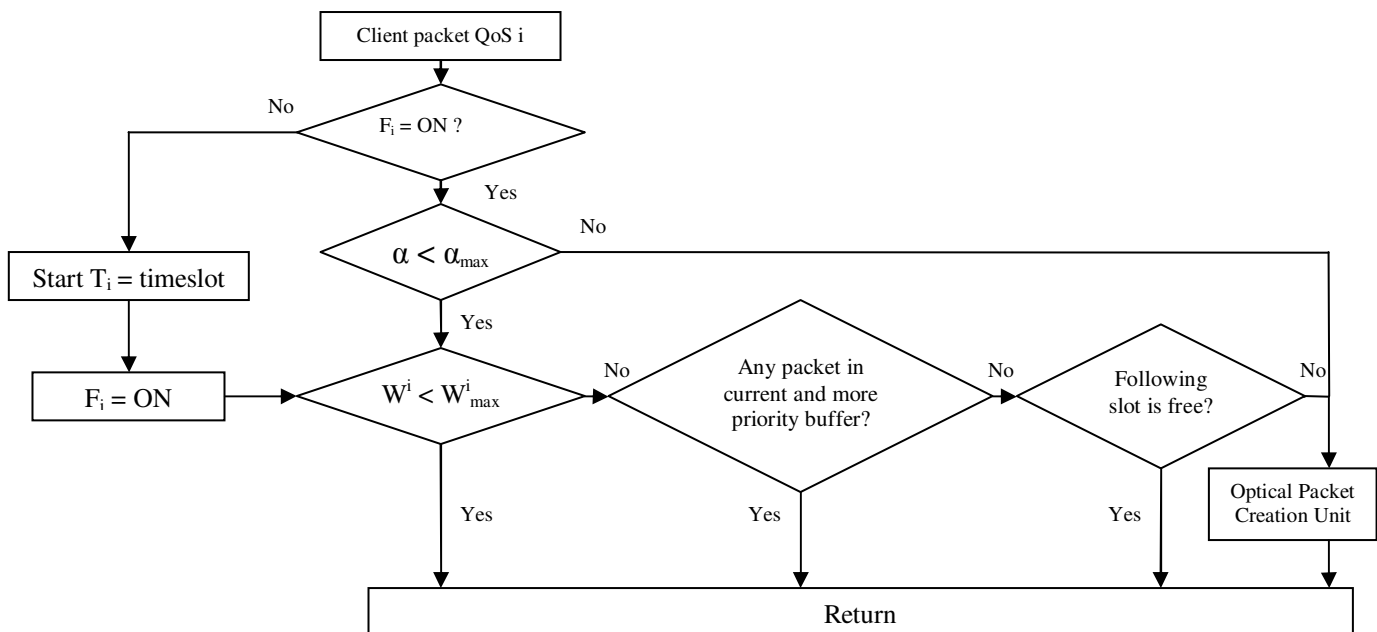 Client packet QoS i
No
Fᵢ = ON ?
Yes
No
α < αmax
Start Tᵢ = timeslot
Yes
No
Any packet in
current and more
priority buffer?
No
Following
slot is free?
No
Fᵢ = ON
Wⁱ < Wⁱmax
Yes
Yes
Yes
Optical Packet
Creation Unit
Return